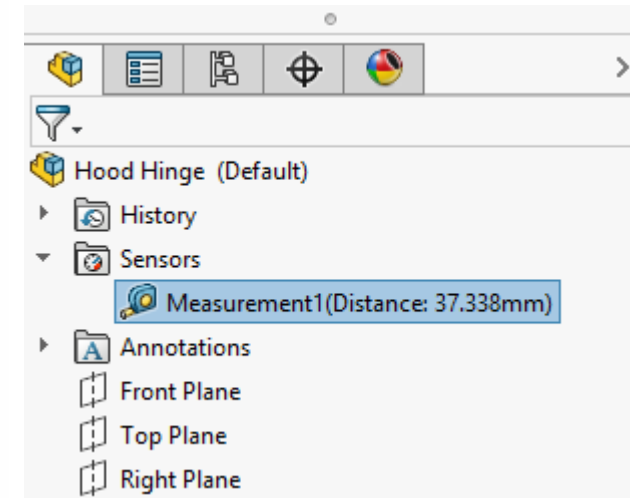 Hood Hinge (Default)
History
Sensors
Measurement1(Distance: 37.338mm)
A Annotations
Front Plane
Top Plane
Right Plane